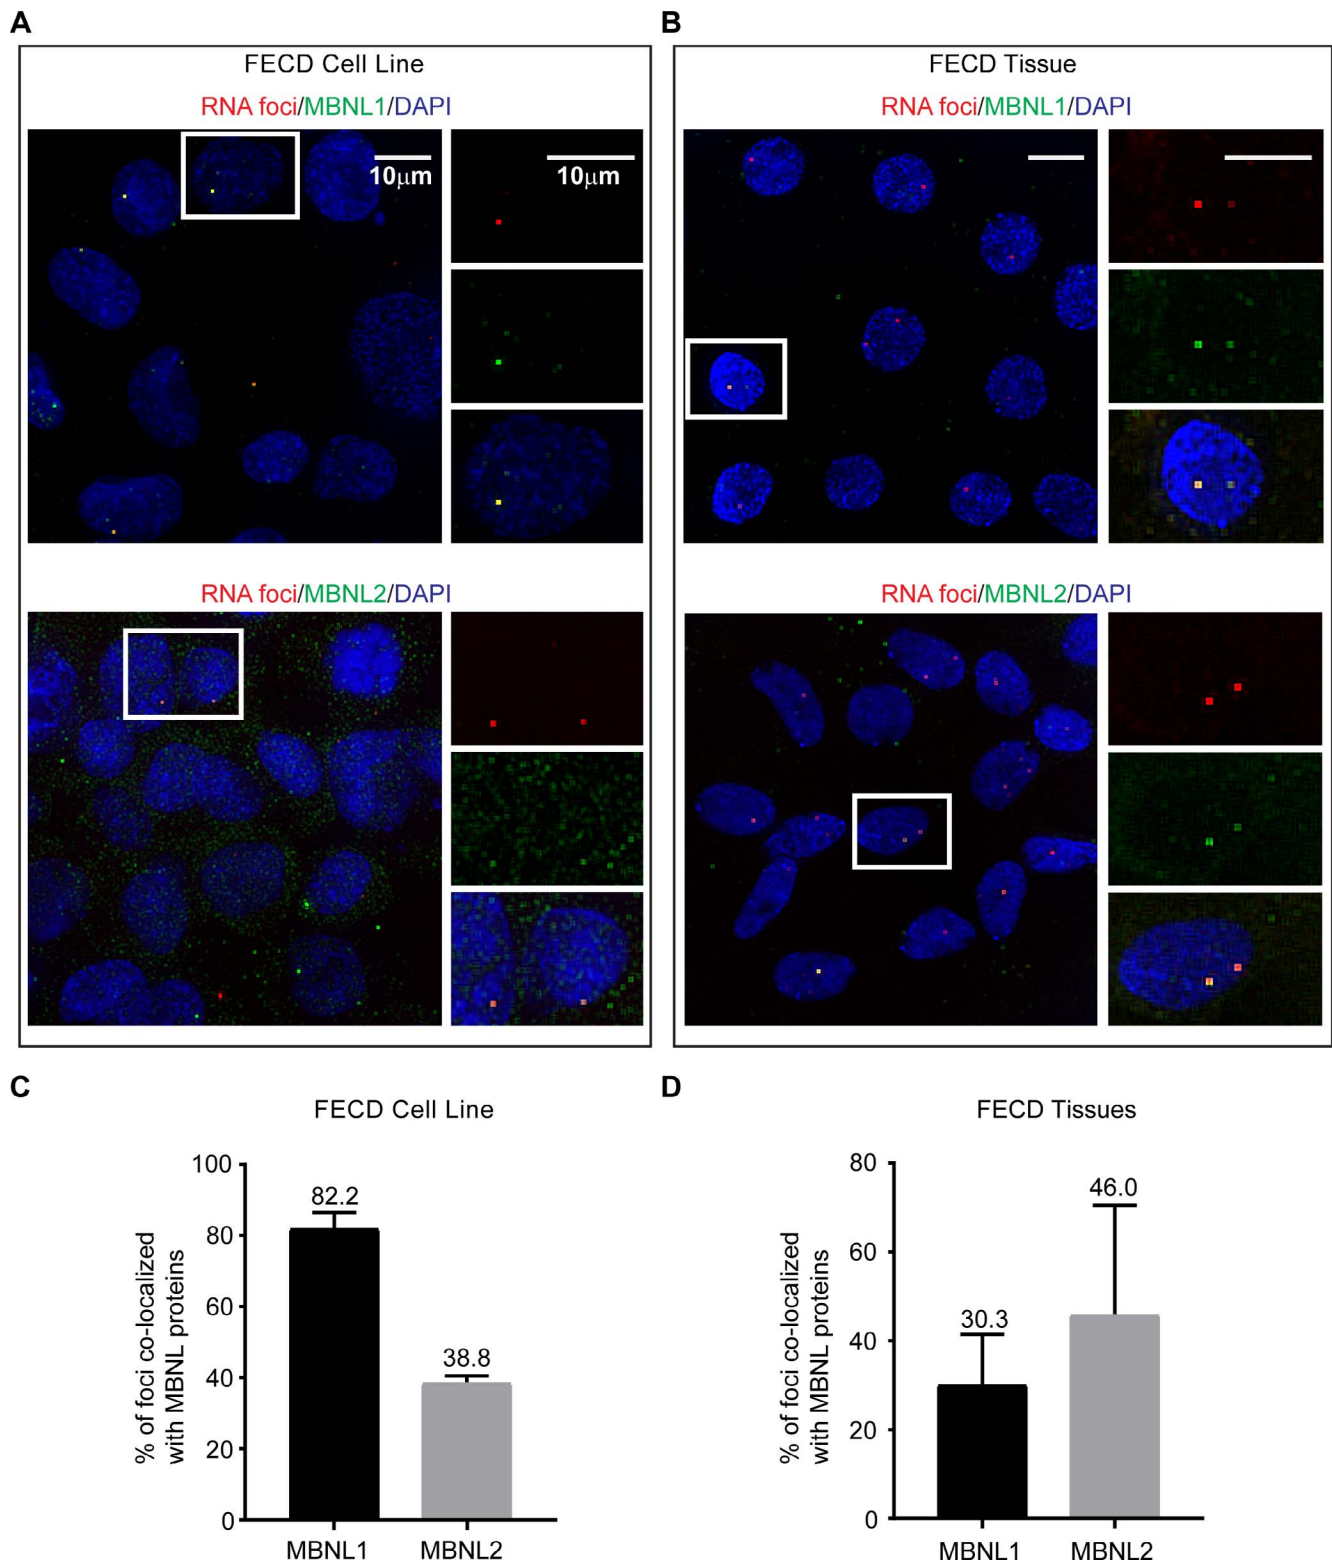 A
FECD Cell Line
RNA foci/MBNL1/DAPI
10μm
10μm
RNA foci/MBNL2/DAPI
B
FECD Tissue
RNA foci/MBNL1/DAPI
RNA foci/MBNL2/DAPI
C
FECD Cell Line
% of foci co-localized
with MBNL proteins
100
80
60
40
20
0
82.2
38.8
MBNL1
MBNL2
D
FECD Tissues
% of foci co-localized
with MBNL proteins
80
60
40
20
0
30.3
46.0
MBNL1
MBNL2